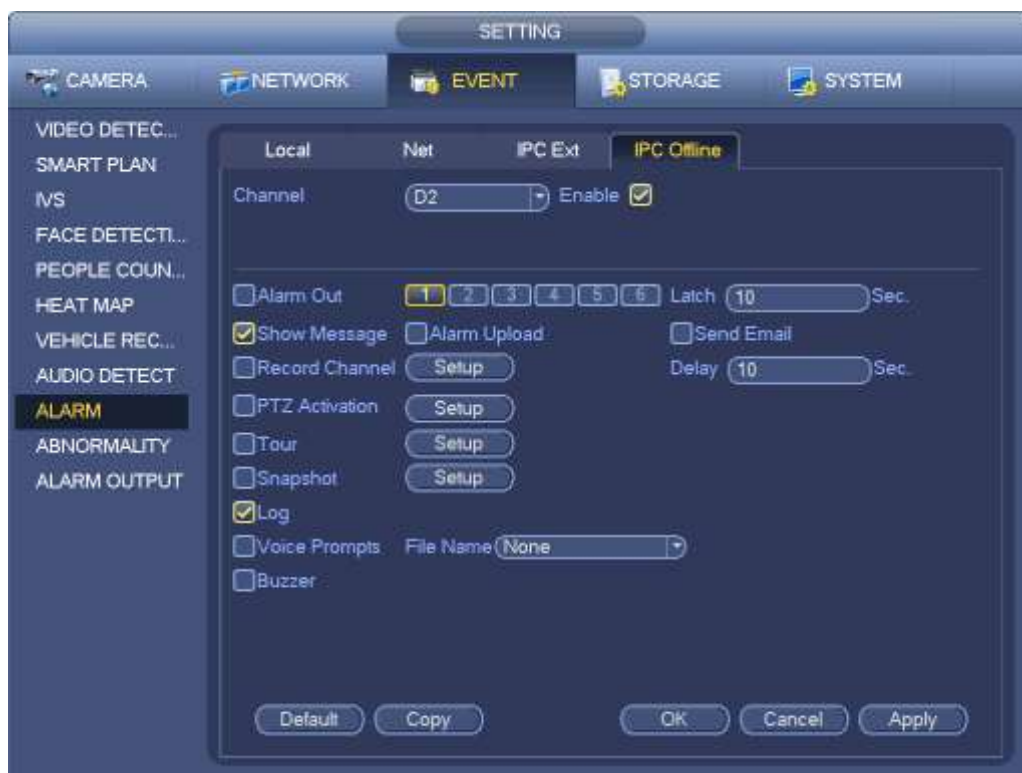 SETTING
CAMERA NETWORK EVENT STORAGE SYSTEM
VIDEO DETEC...
SMART PLAN
IVS
FACE DETECTI...
PEOPLE COUN...
HEAT MAP
VEHICLE REC...
AUDIO DETECT
ALARM
ABNORMALITY
ALARM OUTPUT
Local Net IPC Ext IPC Offline
Channel D2 Enable
Alarm Out 1 2 3 4 5 6 Latch 10 Sec.
Show Message Alarm Upload Send Email
Record Channel Setup Delay 10 Sec.
PTZ Activation Setup
Tour Setup
Snapshot Setup
Log
Voice Prompts File Name None
Buzzer
Default Copy OK Cancel Apply